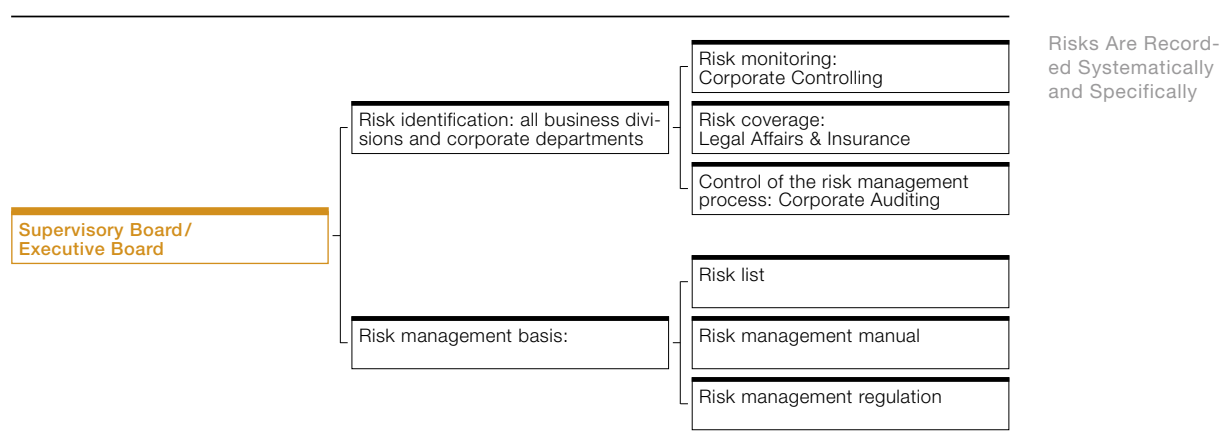 Risks Are Record-
ed Systematically
and Specifically
Supervisory Board/
Executive Board
Risk identification: all business divi-
sions and corporate departments
Risk monitoring:
Corporate Controlling
Risk coverage:
Legal Affairs & Insurance
Control of the risk management
process: Corporate Auditing
Risk management basis:
Risk list
Risk management manual
Risk management regulation